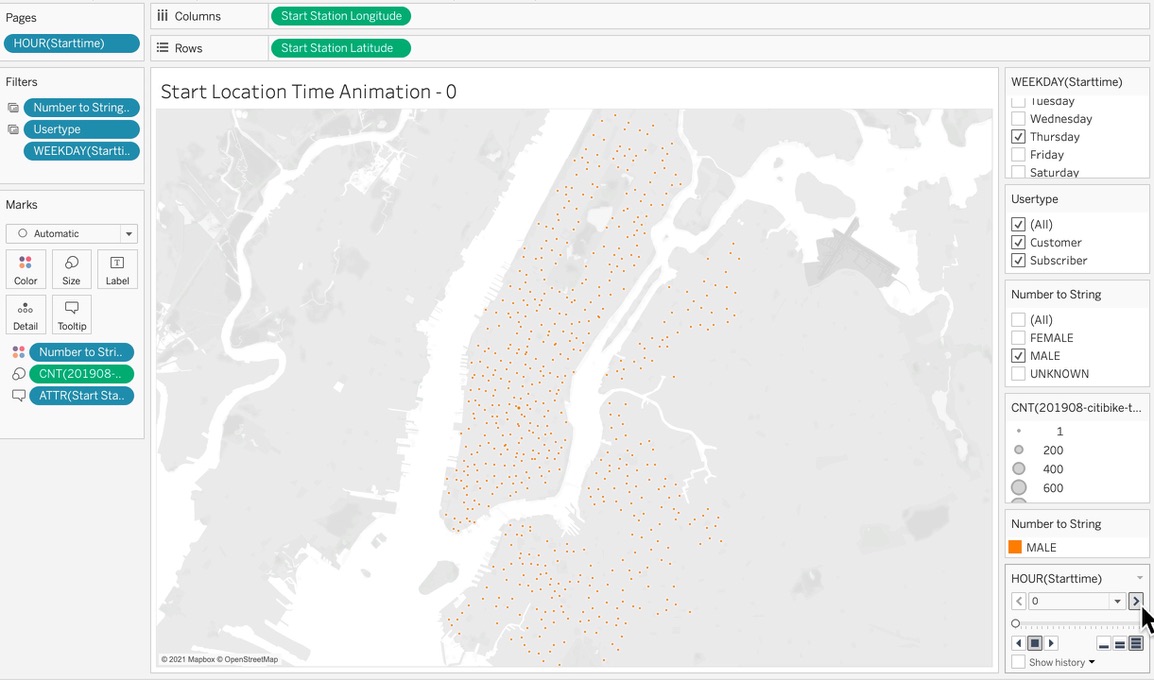 Pages
HOUR(Starttime)
Columns
Start Station Longitude
Rows
Start Station Latitude
Filters
Number to String..
Usertype
WEEKDAY(Startti..
Marks
Automatic
Color
Size
Label
Detail
Tooltip
Number to Stri..
CNT(201908-..
ATTR(Start Sta..
Start Location Time Animation - 0
© 2021 Mapbox © OpenStreetMap
WEEKDAY(Starttime)
Tuesday
Wednesday
Thursday
Friday
Saturday
Usertype
(All)
Customer
Subscriber
Number to String
(All)
FEMALE
MALE
UNKNOWN
CNT(201908-citibike-t...
1
200
400
600
Number to String
MALE
HOUR(Starttime)
0
Show history